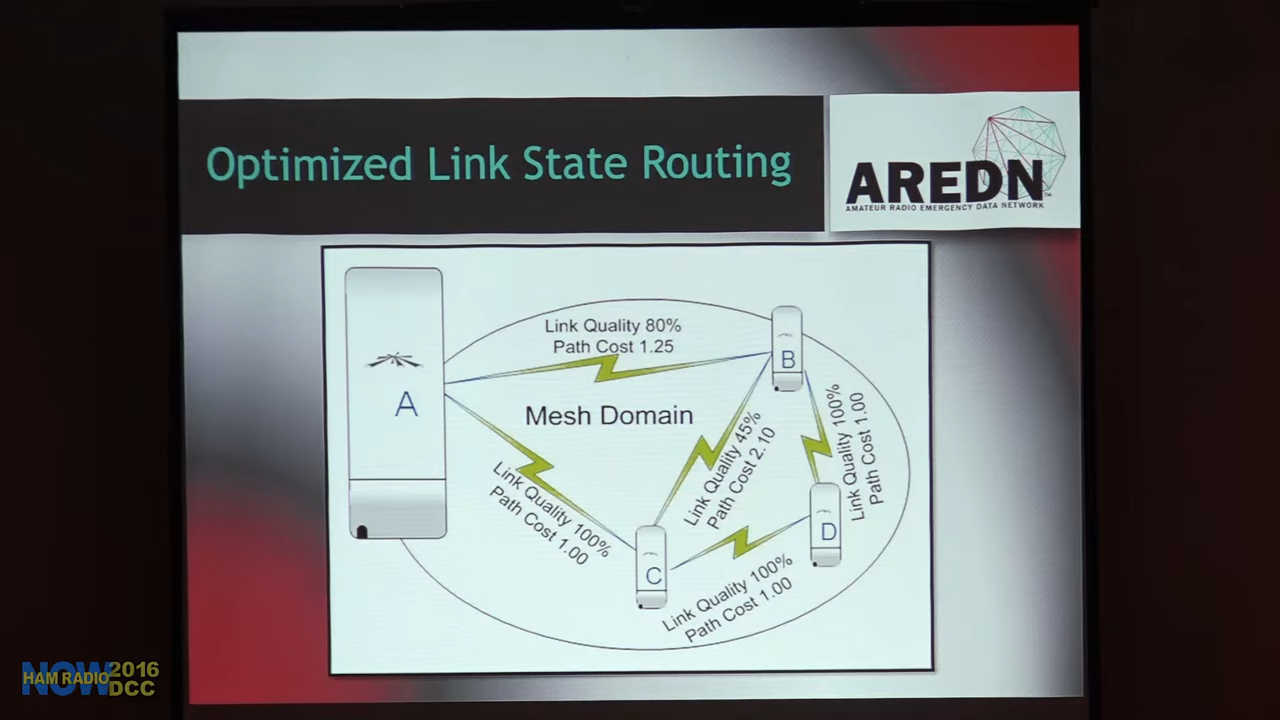 Optimized Link State Routing
AREDN™
AMATEUR RADIO EMERGENCY DATA NETWORK
Link Quality 80%
Path Cost 1.25
A
B
Mesh Domain
Link Quality 45%
Path Cost 2.10
Link Quality 100%
Path Cost 1.00
Link Quality 100%
Path Cost 1.00
C
D
Link Quality 100%
Path Cost 1.00
HAM RADIO
NOW
2016
DCC